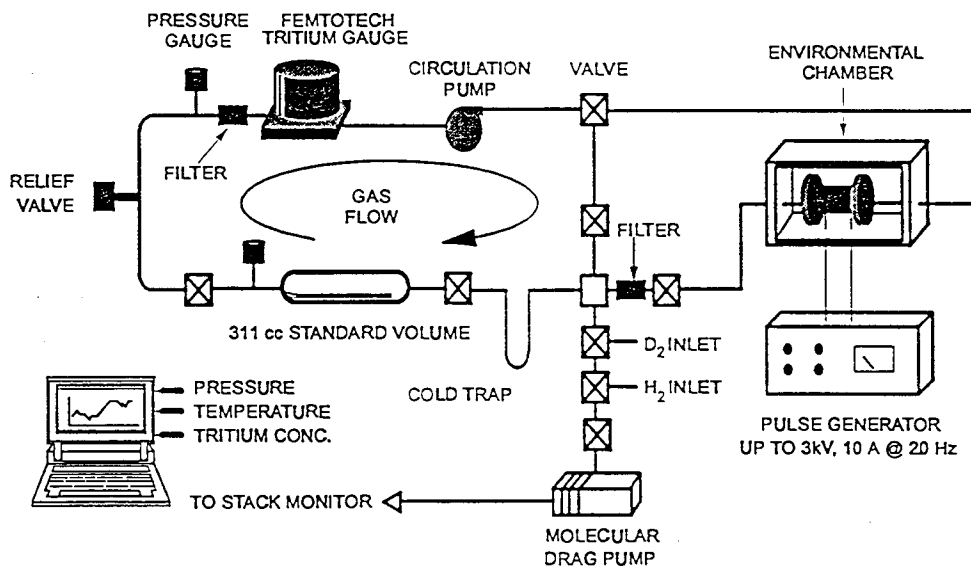 PRESSURE
GAUGE
FEMTOTECH
TRITIUM GAUGE
CIRCULATION
PUMP
VALVE
ENVIRONMENTAL
CHAMBER
FILTER
RELIEF
VALVE
GAS
FLOW
FILTER
311 cc STANDARD VOLUME
COLD TRAP
D2 INLET
H2 INLET
PRESSURE
TEMPERATURE
TRITIUM CONC.
PULSE GENERATOR
UP TO 3kV, 10 A @ 20 Hz
TO STACK MONITOR
MOLECULAR
DRAG PUMP